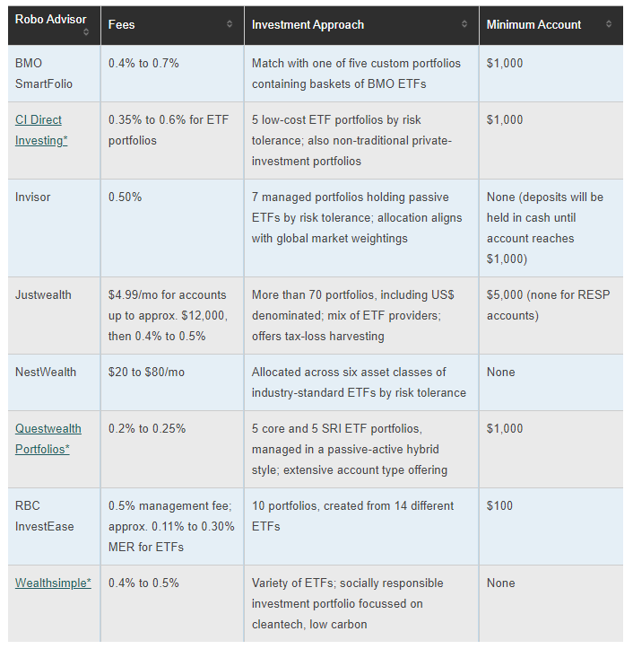 Robo Advisor
Fees
Investment Approach
Minimum Account
BMO
SmartFolio
0.4% to 0.7%
Match with one of five custom portfolios
containing baskets of BMO ETFs
$1,000
CI Direct
Investing*
0.35% to 0.6% for ETF
portfolios
5 low-cost ETF portfolios by risk
tolerance; also non-traditional private-
investment portfolios
$1,000
Invisor
0.50%
7 managed portfolios holding passive
ETFs by risk tolerance; allocation aligns
with global market weightings
None (deposits will be
held in cash until
account reaches
$1,000)
Justwealth
$4.99/mo for accounts
up to approx. $12,000,
then 0.4% to 0.5%
More than 70 portfolios, including US$
denominated; mix of ETF providers;
offers tax-loss harvesting
$5,000 (none for RESP
accounts)
NestWealth
$20 to $80/mo
Allocated across six asset classes of
industry-standard ETFs by risk tolerance
None
Questwealth
Portfolios*
0.2% to 0.25%
5 core and 5 SRI ETF portfolios,
managed in a passive-active hybrid
style; extensive account type offering
$1,000
RBC
InvestEase
0.5% management fee;
approx. 0.11% to 0.30%
MER for ETFs
10 portfolios, created from 14 different
ETFs
$100
Wealthsimple*
0.4% to 0.5%
Variety of ETFs; socially responsible
investment portfolio focussed on
cleantech, low carbon
None